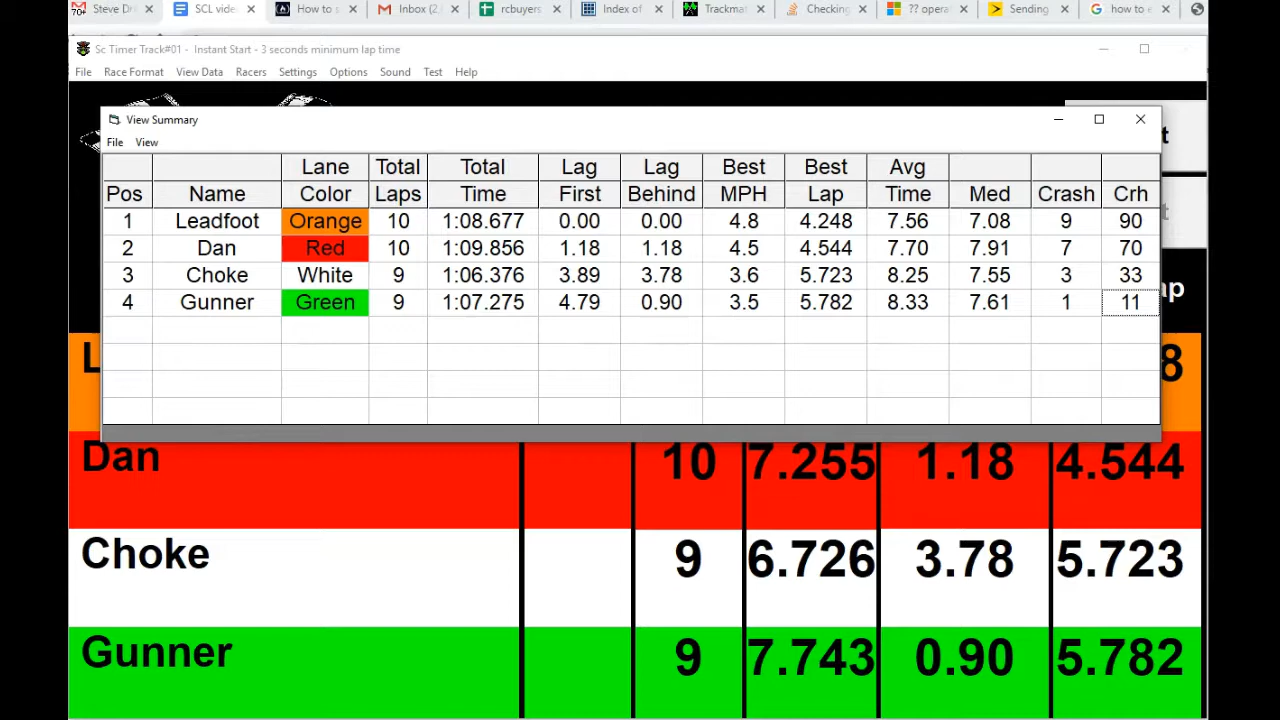 70+ Steve Dr × SCL vide × How to s × Inbox (2, × rcbuyers × Index of × Trackmat × Checking × ?? operat × Sending × how to e ×
Sc Timer Track#01 - Instant Start - 3 seconds minimum lap time
File Race Format View Data Racers Settings Options Sound Test Help
View Summary
File View
Lane Total Total Lag Lag Best Best Avg
Pos Name Color Laps Time First Behind MPH Lap Time Med Crash Crh
1 Leadfoot Orange 10 1:08.677 0.00 0.00 4.8 4.248 7.56 7.08 9 90
2 Dan Red 10 1:09.856 1.18 1.18 4.5 4.544 7.70 7.91 7 70
3 Choke White 9 1:06.376 3.89 3.78 3.6 5.723 8.25 7.55 3 33
4 Gunner Green 9 1:07.275 4.79 0.90 3.5 5.782 8.33 7.61 1 11
Dan 10 7.255 1.18 4.544
Choke 9 6.726 3.78 5.723
Gunner 9 7.743 0.90 5.782